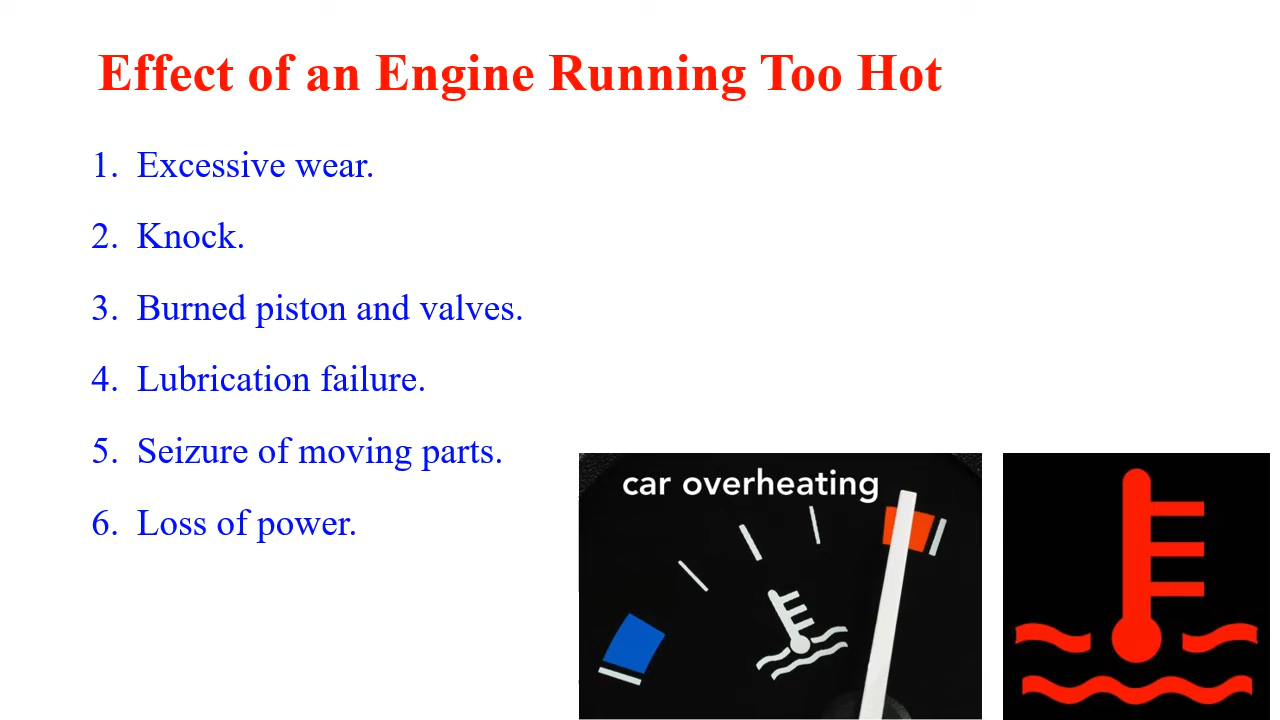 Effect of an Engine Running Too Hot
1. Excessive wear.
2. Knock.
3. Burned piston and valves.
4. Lubrication failure.
5. Seizure of moving parts.
6. Loss of power.
car overheating